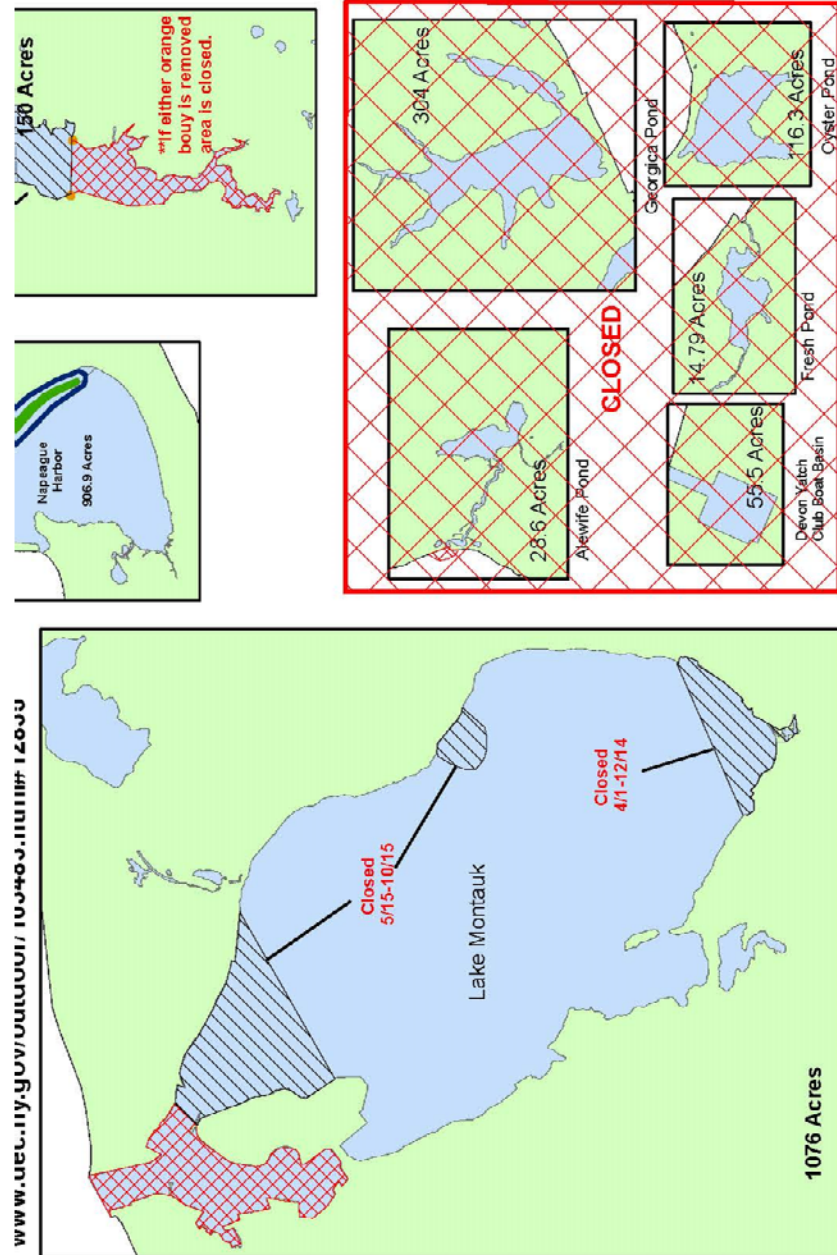 150 Acres
**If either orange
bouy is removed
area is closed.
Napeague
Harbor
906.9 Acres
304 Acres
Georgica Pond
116.3 Acres
Oyster Pond
14.79 Acres
Fresh Pond
CLOSED
28.6 Acres
Alewife Pond
55.5 Acres
Devon Yatch
Club Boat Basin
Closed
5/15-10/15
Closed
4/1-12/14
Lake Montauk
1076 Acres